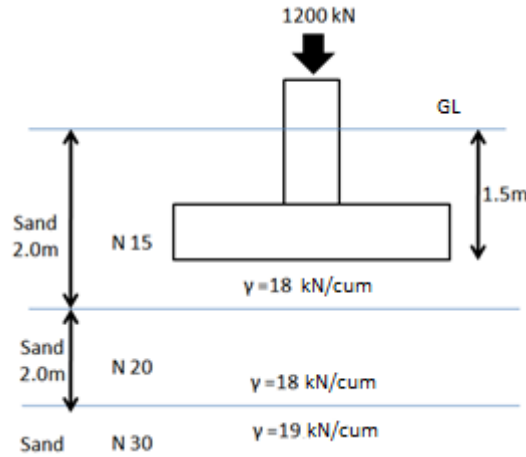 1200 kN
GL
1.5m
Sand
2.0m
N 15
γ =18 kN/cum
Sand
2.0m
N 20
γ =18 kN/cum
Sand
N 30
γ =19 kN/cum